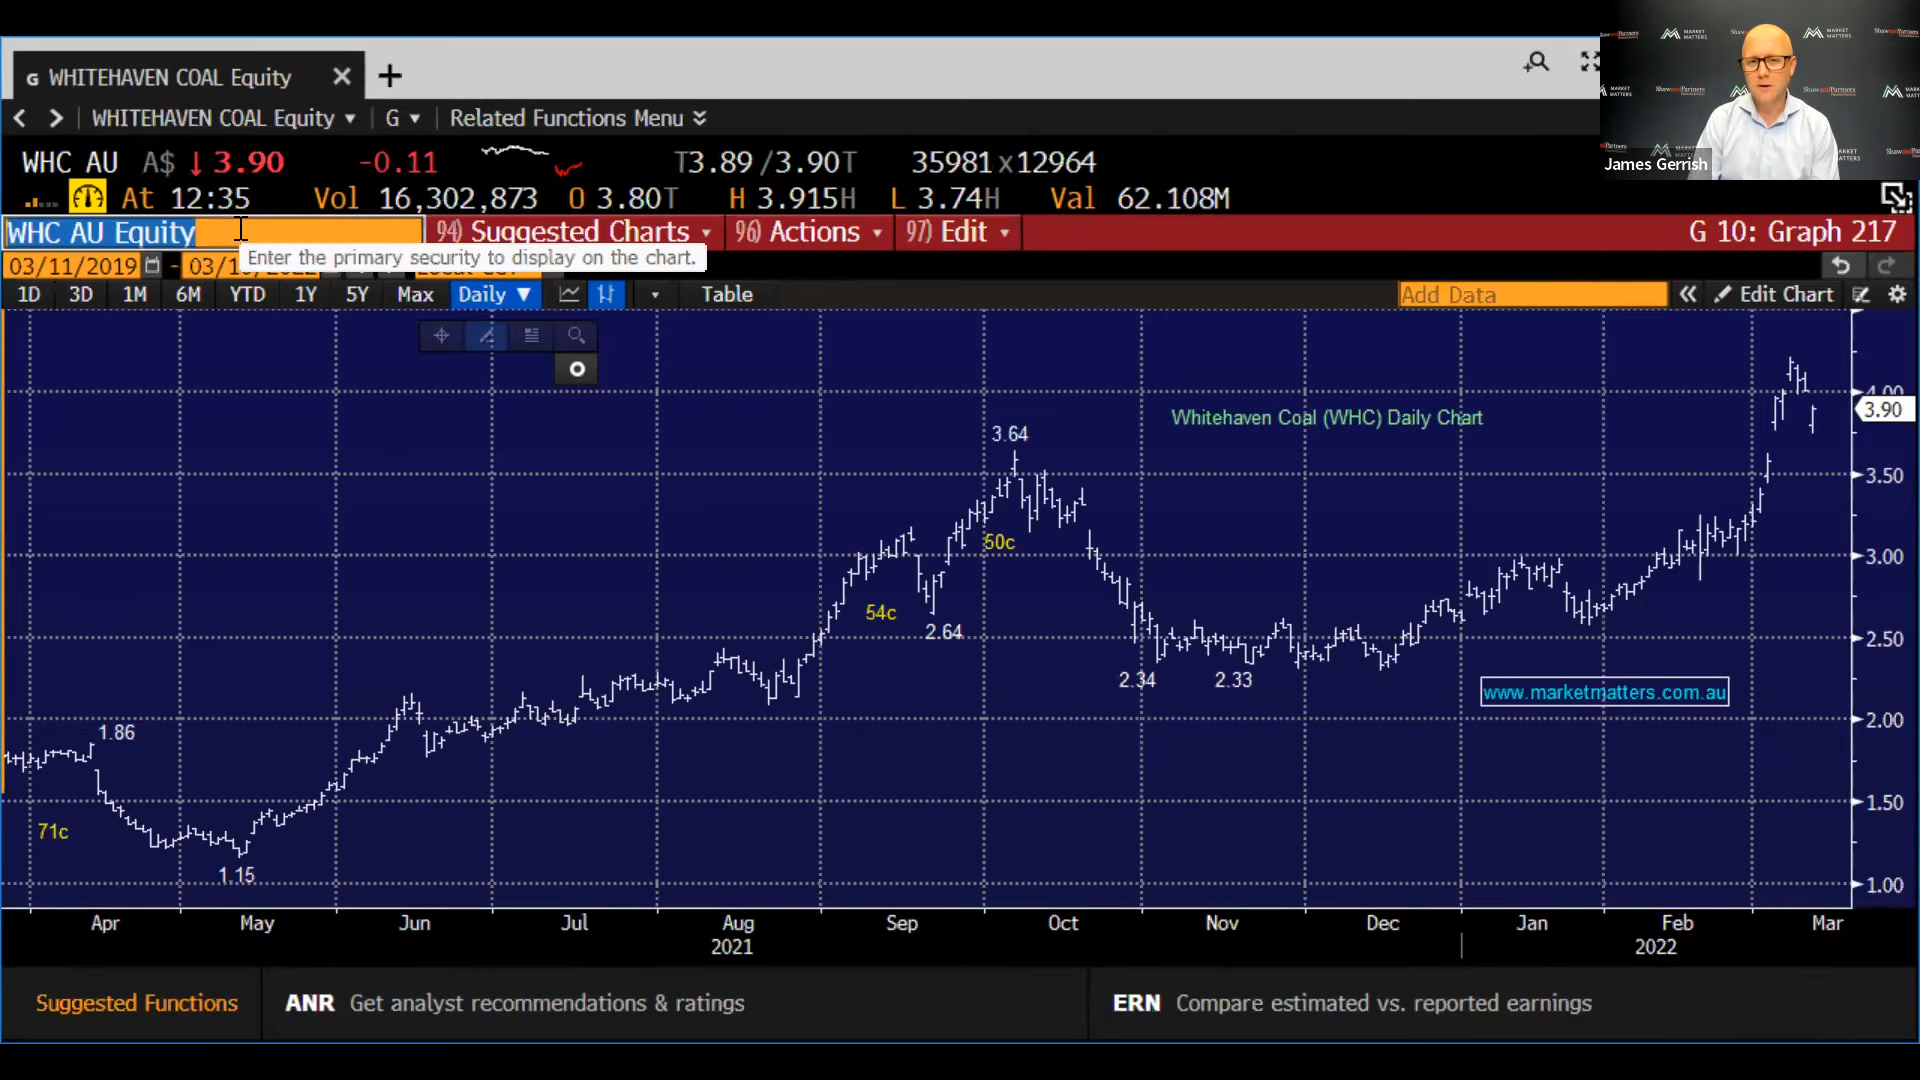 G WHITEHAVEN COAL Equity
WHITEHAVEN COAL Equity G Related Functions Menu
WHC AU A$ ↓3.90 -0.11 T3.89/3.90T 35981x12964
At 12:35 Vol 16,302,873 O 3.80T H 3.915H L 3.74H Val 62.108M
WHC AU Equity 94) Suggested Charts 96) Actions 97) Edit G 10: Graph 217
Enter the primary security to display on the chart.
03/11/2019 -
1D 3D 1M 6M YTD 1Y 5Y Max Daily ▼ Table Add Data Edit Chart
James Gerrish
MARKET MATTERS
ShawandPartners
Whitehaven Coal (WHC) Daily Chart
4.00
3.90
3.64
3.50
50c
3.00
54c
2.64
2.50
2.34
2.33
www.marketmatters.com.au
2.00
1.86
1.50
71c
1.15
1.00
Apr May Jun Jul Aug Sep Oct Nov Dec Jan Feb Mar
2021 2022
Suggested Functions ANR Get analyst recommendations & ratings ERN Compare estimated vs. reported earnings